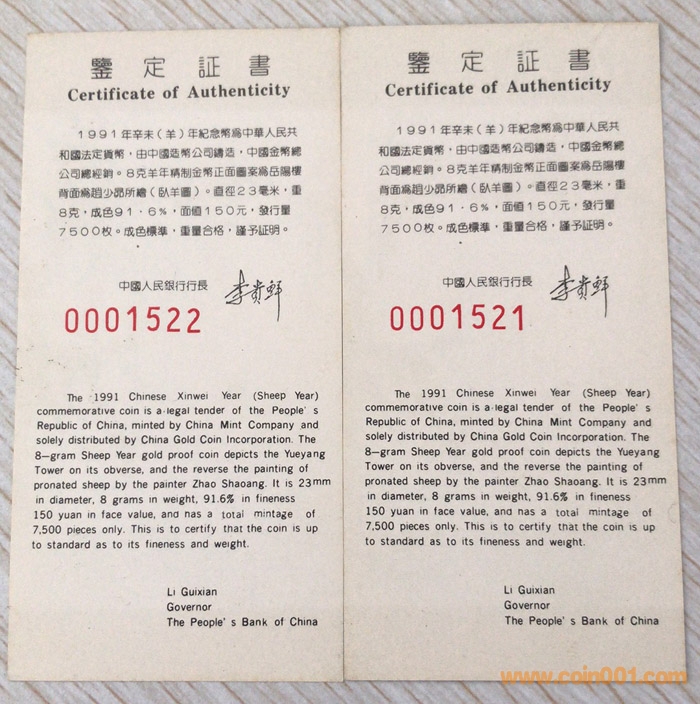 鑒定証書
Certificate of Authenticity
1991年辛未(羊)年紀念幣爲中華人民共
和國法定貨幣，由中國造幣公司鑄造，中國金幣總
公司總經銷。8克羊年精制金幣正面圖案爲岳陽樓
背面爲趙少昂所繪(臥羊圖)。直徑23毫米，重
8克，成色91·6%，面值150元，發行量
7500枚。成色標準，重量合格，謹予証明。
中國人民銀行行長 李貴鲜
0001522
The 1991 Chinese Xinwei Year (Sheep Year)
commemorative coin is a legal tender of the People's
Republic of China, minted by China Mint Company and
solely distributed by China Gold Coin Incorporation. The
8-gram Sheep Year gold proof coin depicts the Yueyang
Tower on its obverse, and the reverse the painting of
pronated sheep by the painter Zhao Shaoang. It is 23mm
in diameter, 8 grams in weight, 91.6% in fineness
150 yuan in face value, and has a total mintage of
7,500 pieces only. This is to certify that the coin is up
to standard as to its fineness and weight.
Li Guixian
Governor
The People's Bank of China
鑒定証書
Certificate of Authenticity
1991年辛未(羊)年紀念幣爲中華人民共
和國法定貨幣，由中國造幣公司鑄造，中國金幣總
公司總經銷。8克羊年精制金幣正面圖案爲岳陽樓
背面爲趙少昂所繪(臥羊圖)。直徑23毫米，重
8克，成色91·6%，面值150元，發行量
7500枚。成色標準，重量合格，謹予証明。
中國人民銀行行長 李貴鲜
0001521
The 1991 Chinese Xinwei Year (Sheep Year)
commemorative coin is a legal tender of the People's
Republic of China, minted by China Mint Company and
solely distributed by China Gold Coin Incorporation. The
8-gram Sheep Year gold proof coin depicts the Yueyang
Tower on its obverse, and the reverse the painting of
pronated sheep by the painter Zhao Shaoang. It is 23mm
in diameter, 8 grams in weight, 91.6% in fineness
150 yuan in face value, and has a total mintage of
7,500 pieces only. This is to certify that the coin is up
to standard as to its fineness and weight.
Li Guixian
Governor
The People's Bank of China
www.coin001.com